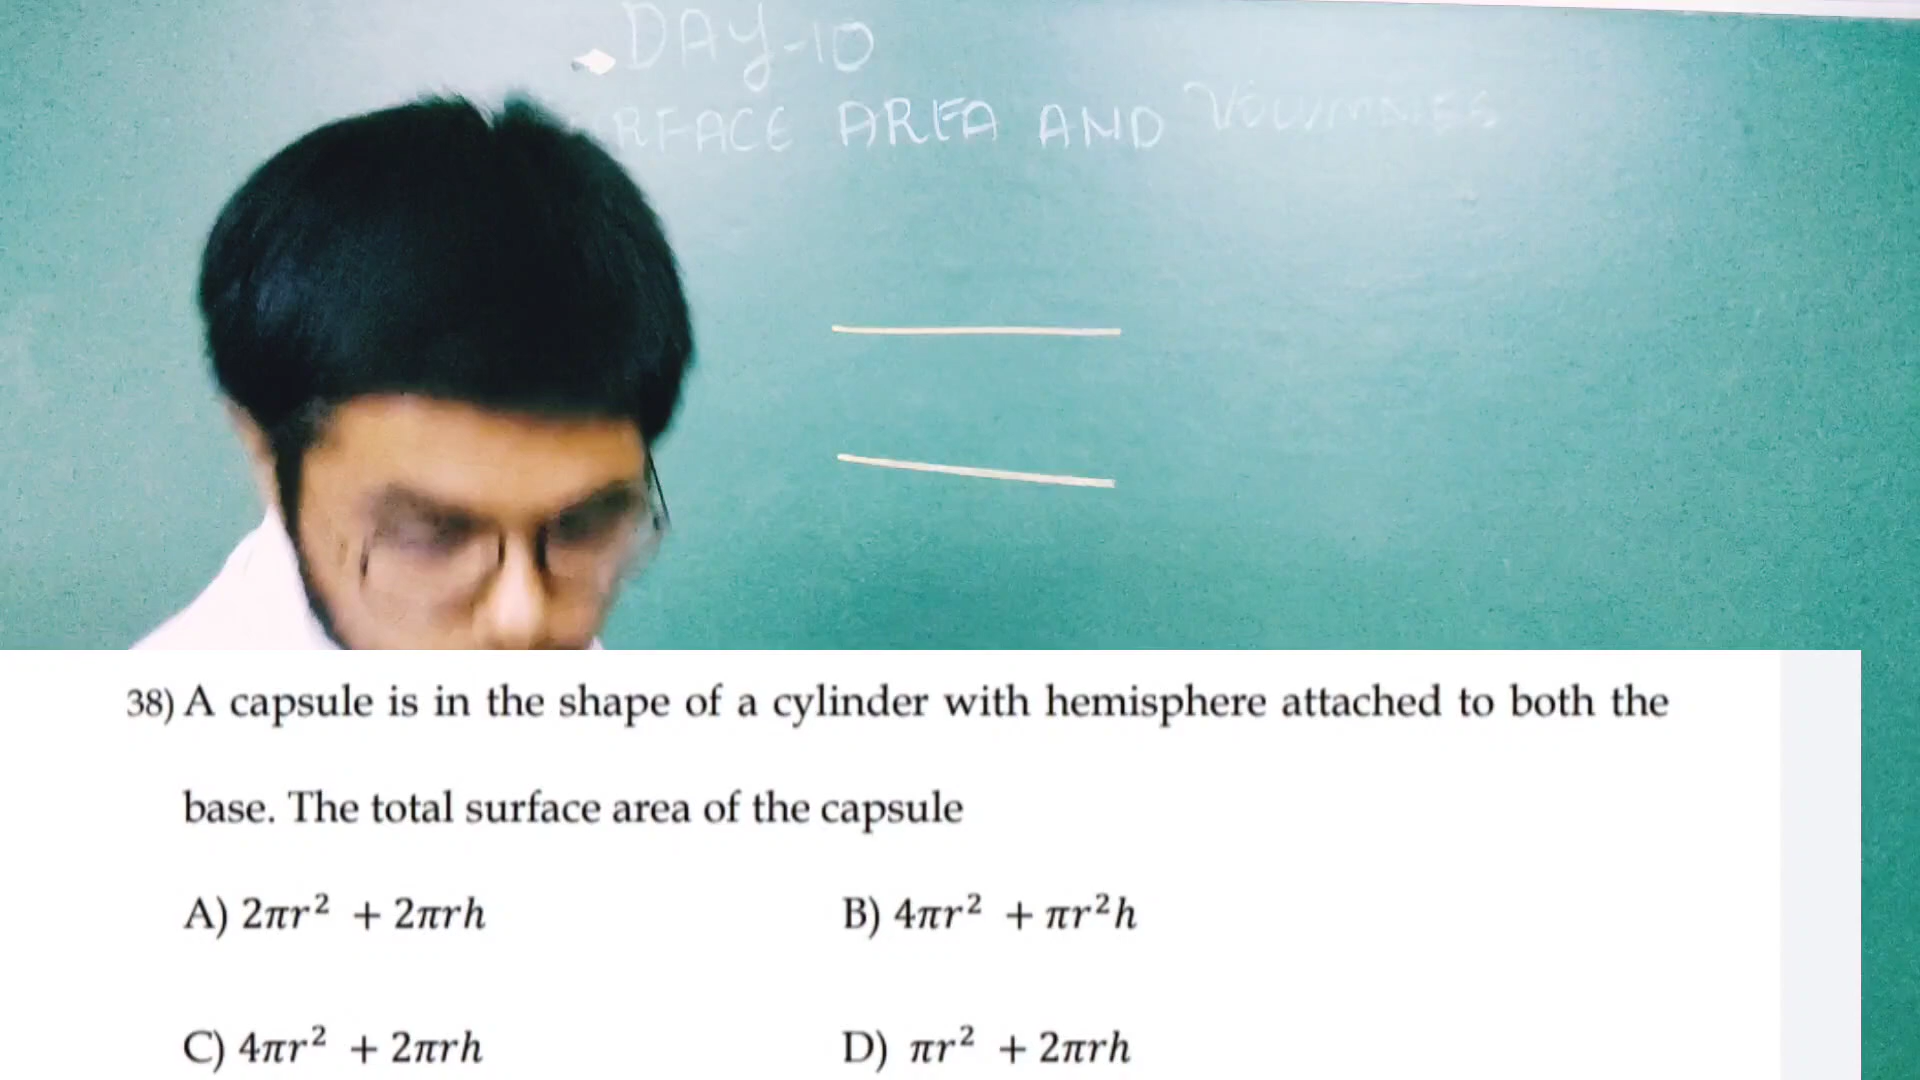 DAY-10
RFACE AREA AND VOLUMNES
38) A capsule is in the shape of a cylinder with hemisphere attached to both the
base. The total surface area of the capsule
A) 2πr² + 2πrh B) 4πr² + πr²h
C) 4πr² + 2πrh D) πr² + 2πrh